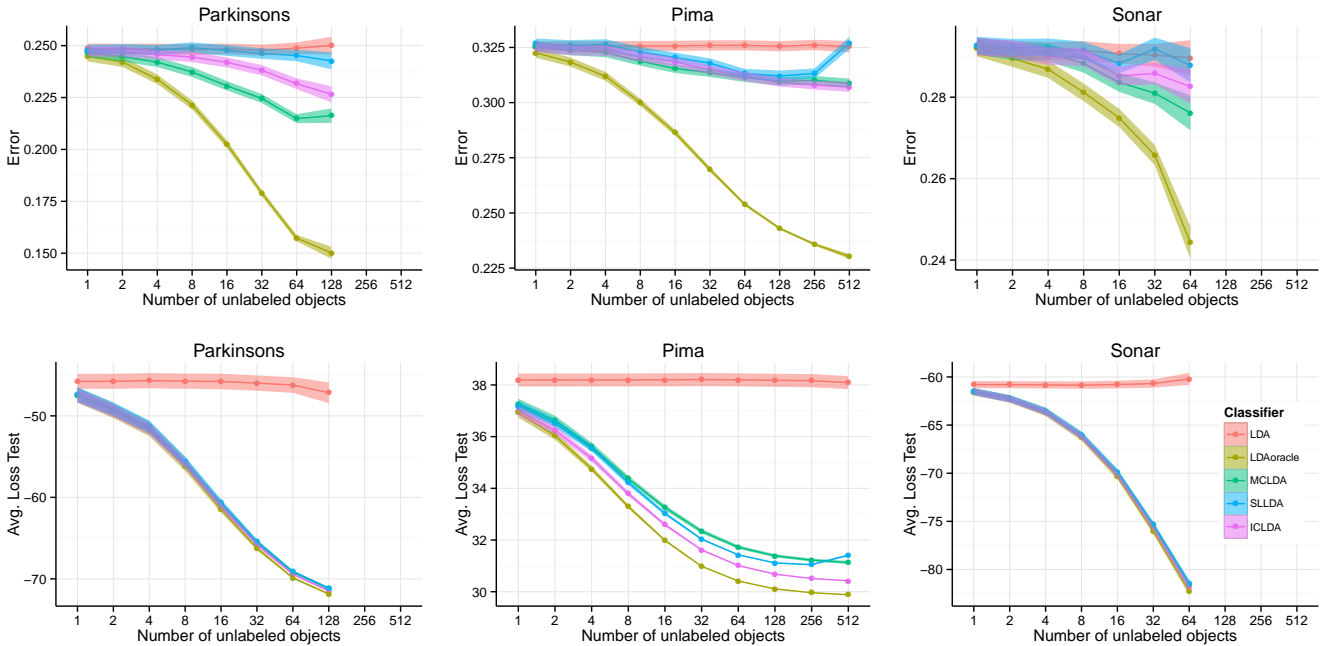 Parkinsons
Pima
Sonar
0.250
0.225
0.200
0.175
0.150
Error
1 2 4 8 16 32 64 128 256 512
Number of unlabeled objects
0.325
0.300
0.275
0.250
0.225
Error
1 2 4 8 16 32 64 128 256 512
Number of unlabeled objects
0.28
0.26
0.24
Error
1 2 4 8 16 32 64 128 256 512
Number of unlabeled objects
Parkinsons
Pima
Sonar
−50
−60
−70
Avg. Loss Test
1 2 4 8 16 32 64 128 256 512
Number of unlabeled objects
38
36
34
32
30
Avg. Loss Test
1 2 4 8 16 32 64 128 256 512
Number of unlabeled objects
−60
−65
−70
−75
−80
Avg. Loss Test
1 2 4 8 16 32 64 128 256 512
Number of unlabeled objects
Classifier
LDA
LDAoracle
MCLDA
SLLDA
ICLDA